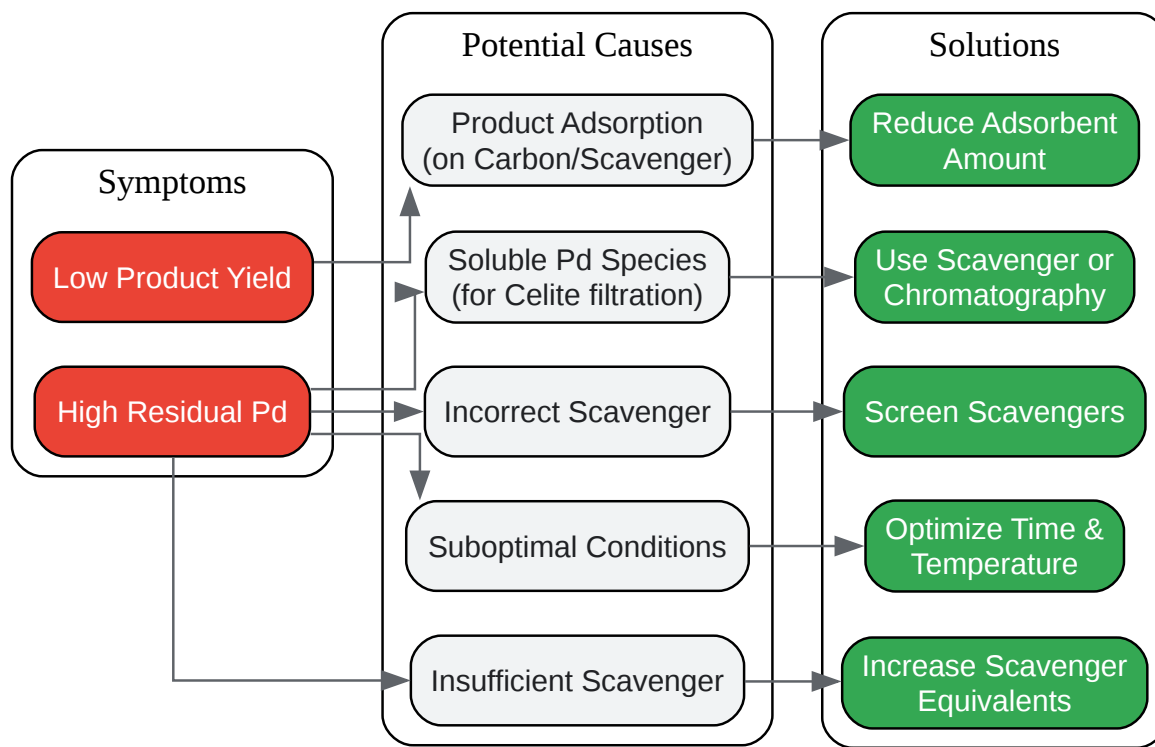 Symptoms
Low Product Yield
High Residual Pd
Potential Causes
Product Adsorption
(on Carbon/Scavenger)
Soluble Pd Species
(for Celite filtration)
Incorrect Scavenger
Suboptimal Conditions
Insufficient Scavenger
Solutions
Reduce Adsorbent
Amount
Use Scavenger or
Chromatography
Screen Scavengers
Optimize Time &
Temperature
Increase Scavenger
Equivalents